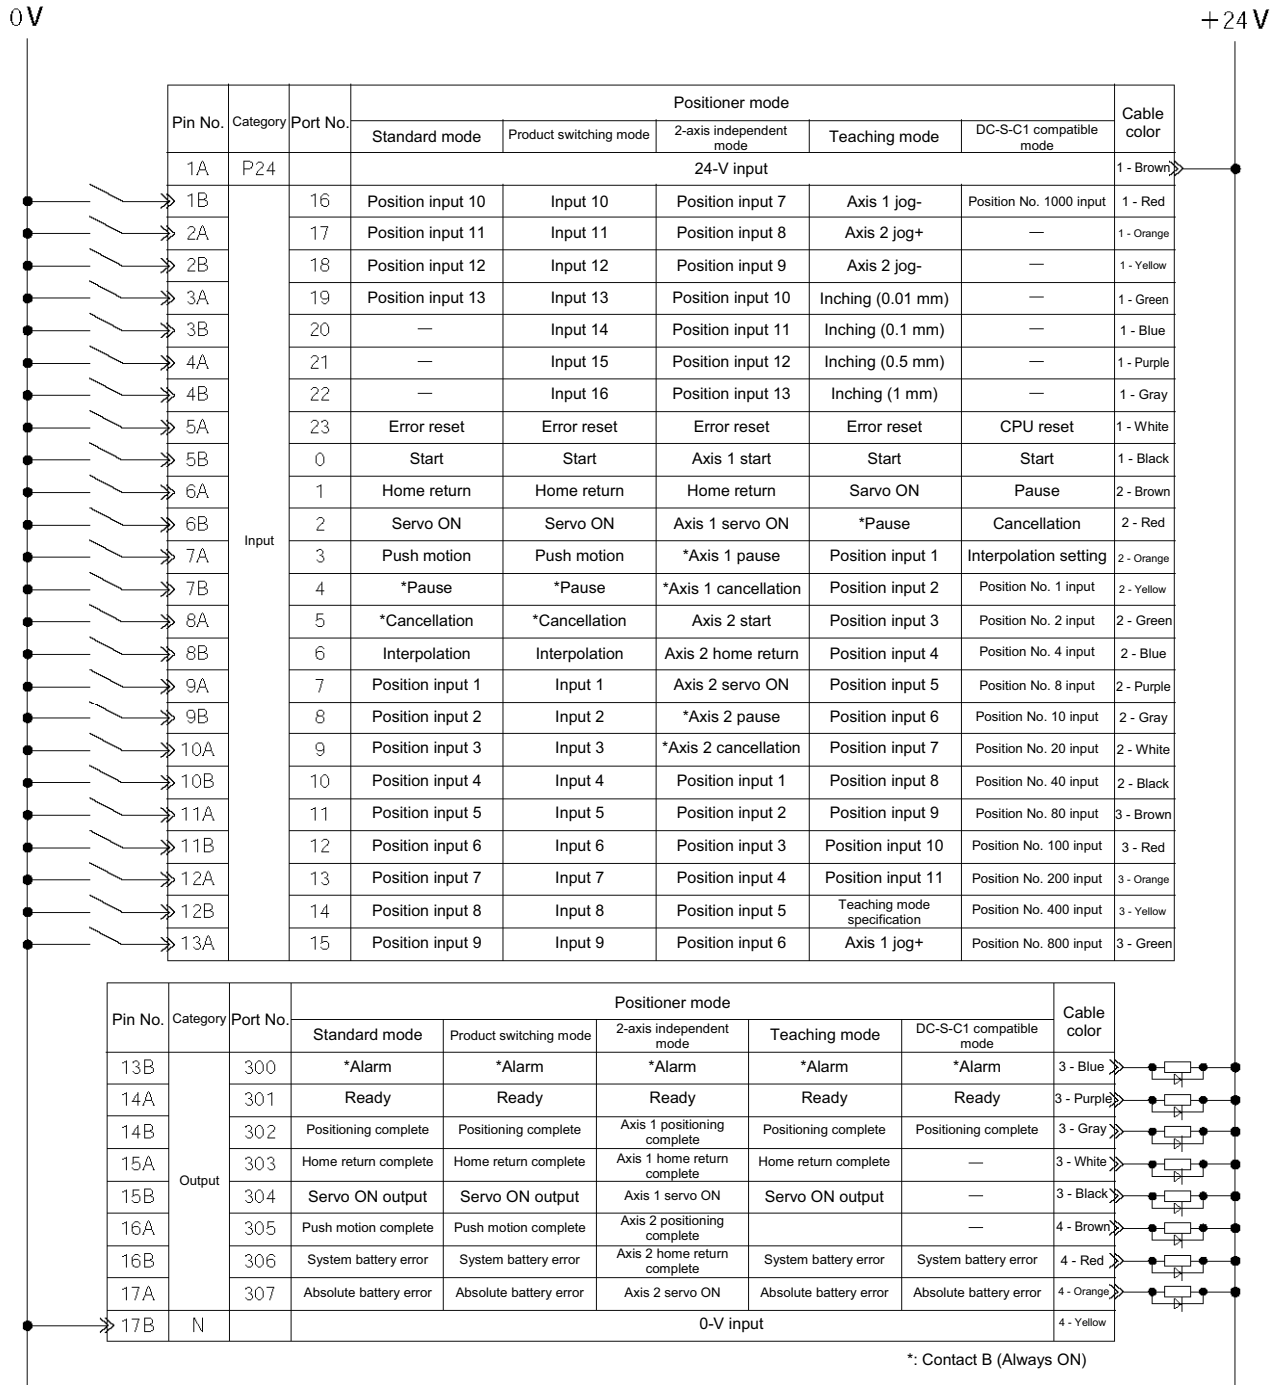 0V +24V
Pin No. Category Port No. Positioner mode Cable color
Standard mode Product switching mode 2-axis independent mode Teaching mode DC-S-C1 compatible mode
1A P24 24-V input 1 - Brown
1B 16 Position input 10 Input 10 Position input 7 Axis 1 jog- Position No. 1000 input 1 - Red
2A 17 Position input 11 Input 11 Position input 8 Axis 2 jog+ — 1 - Orange
2B 18 Position input 12 Input 12 Position input 9 Axis 2 jog- — 1 - Yellow
3A 19 Position input 13 Input 13 Position input 10 Inching (0.01 mm) — 1 - Green
3B 20 — Input 14 Position input 11 Inching (0.1 mm) — 1 - Blue
4A 21 — Input 15 Position input 12 Inching (0.5 mm) — 1 - Purple
4B 22 — Input 16 Position input 13 Inching (1 mm) — 1 - Gray
5A 23 Error reset Error reset Error reset Error reset CPU reset 1 - White
5B 0 Start Start Axis 1 start Start Start 1 - Black
6A 1 Home return Home return Home return Sarvo ON Pause 2 - Brown
6B 2 Servo ON Servo ON Axis 1 servo ON *Pause Cancellation 2 - Red
Input
7A 3 Push motion Push motion *Axis 1 pause Position input 1 Interpolation setting 2 - Orange
7B 4 *Pause *Pause *Axis 1 cancellation Position input 2 Position No. 1 input 2 - Yellow
8A 5 *Cancellation *Cancellation Axis 2 start Position input 3 Position No. 2 input 2 - Green
8B 6 Interpolation Interpolation Axis 2 home return Position input 4 Position No. 4 input 2 - Blue
9A 7 Position input 1 Input 1 Axis 2 servo ON Position input 5 Position No. 8 input 2 - Purple
9B 8 Position input 2 Input 2 *Axis 2 pause Position input 6 Position No. 10 input 2 - Gray
10A 9 Position input 3 Input 3 *Axis 2 cancellation Position input 7 Position No. 20 input 2 - White
10B 10 Position input 4 Input 4 Position input 1 Position input 8 Position No. 40 input 2 - Black
11A 11 Position input 5 Input 5 Position input 2 Position input 9 Position No. 80 input 3 - Brown
11B 12 Position input 6 Input 6 Position input 3 Position input 10 Position No. 100 input 3 - Red
12A 13 Position input 7 Input 7 Position input 4 Position input 11 Position No. 200 input 3 - Orange
12B 14 Position input 8 Input 8 Position input 5 Teaching mode specification Position No. 400 input 3 - Yellow
13A 15 Position input 9 Input 9 Position input 6 Axis 1 jog+ Position No. 800 input 3 - Green
Pin No. Category Port No. Positioner mode Cable color
Standard mode Product switching mode 2-axis independent mode Teaching mode DC-S-C1 compatible mode
13B 300 *Alarm *Alarm *Alarm *Alarm *Alarm 3 - Blue
14A 301 Ready Ready Ready Ready Ready 3 - Purple
14B 302 Positioning complete Positioning complete Axis 1 positioning complete Positioning complete Positioning complete 3 - Gray
15A 303 Home return complete Home return complete Axis 1 home return complete Home return complete — 3 - White
Output
15B 304 Servo ON output Servo ON output Axis 1 servo ON Servo ON output — 3 - Black
16A 305 Push motion complete Push motion complete Axis 2 positioning complete — 4 - Brown
16B 306 System battery error System battery error Axis 2 home return complete System battery error System battery error 4 - Red
17A 307 Absolute battery error Absolute battery error Axis 2 servo ON Absolute battery error Absolute battery error 4 - Orange
17B N 0-V input 4 - Yellow
*: Contact B (Always ON)